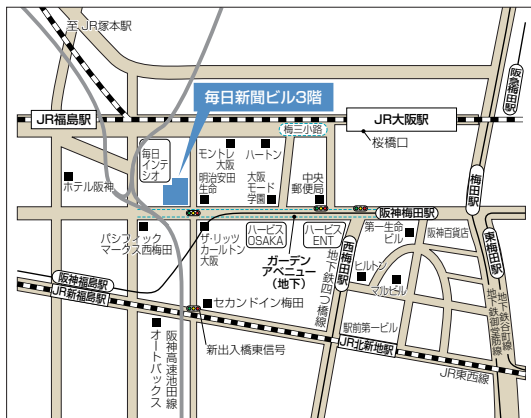 至 JR塚本駅
毎日新聞ビル3階
JR福島駅
JR大阪駅
阪急梅田駅
梅三小路
桜橋口
毎日
インテ
シオ
モントレ
大阪
ハートン
ホテル阪神
明治安田
生命
大阪
モード
学園
中央
郵便局
梅田駅
阪神梅田駅
東梅田駅
パシフィック
マークス西梅田
ザ・リッツ
カールトン
大阪
ハービス
OSAKA
ハービス
ENT
西梅田駅
第一生命
ビル
阪神百貨店
ガーデン
アベニュー
(地下)
地下鉄四つ橋線
ヒルトン
マルビル
阪神福島駅
JR新福島駅
セカンドイン梅田
駅前第一ビル
地下鉄御堂筋線
地下鉄谷町線
新出入橋東信号
JR北新地駅
JR東西線
オートバックス
阪神高速池田線